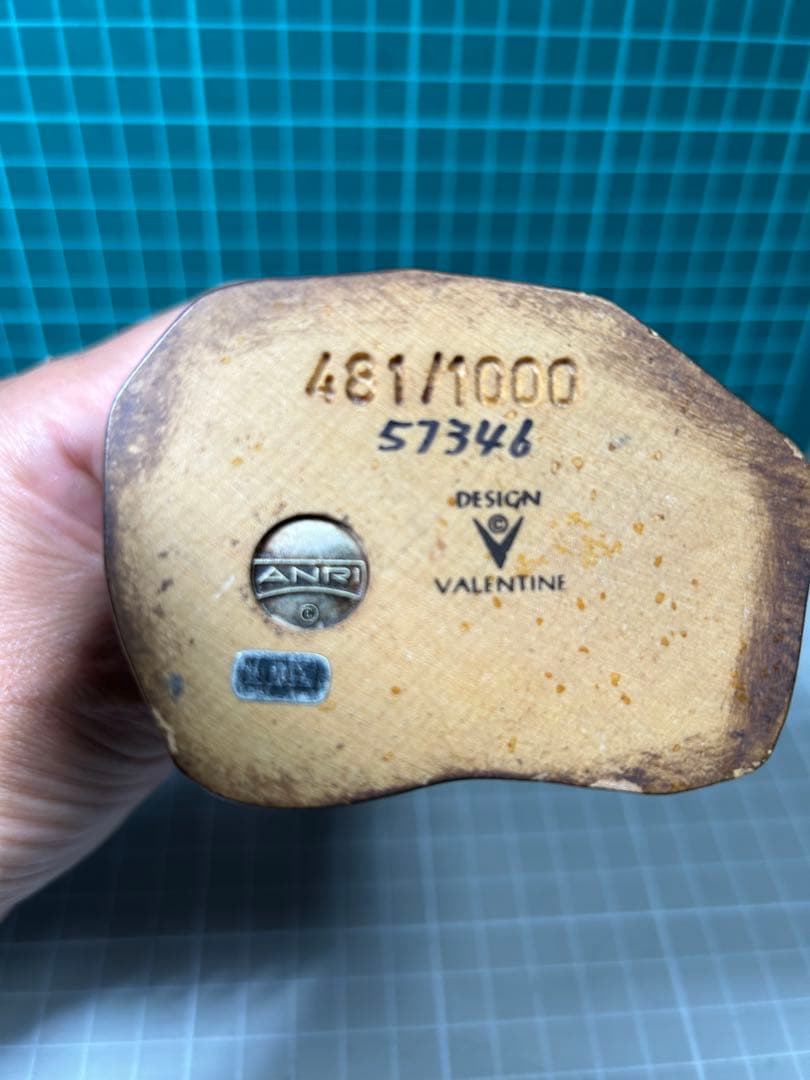 481/1000
57346
DESIGN
©
VALENTINE
ANRI
©